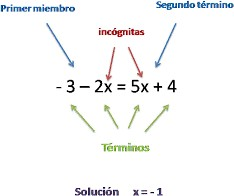 Primer miembro
Segundo término
incógnitas
- 3 – 2x = 5x + 4
Términos
Solución x = - 1